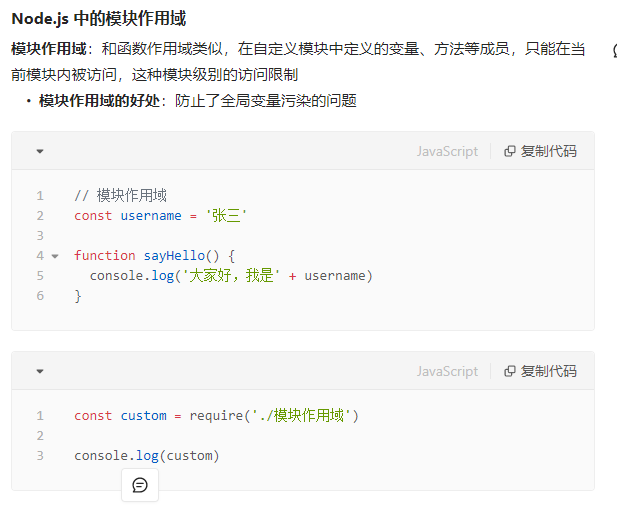 Node.js 中的模块作用域
模块作用域：和函数作用域类似，在自定义模块中定义的变量、方法等成员，只能在当
前模块内被访问，这种模块级别的访问限制
• 模块作用域的好处：防止了全局变量污染的问题
JavaScript 复制代码
1 // 模块作用域
2 const username = '张三'
3
4 function sayHello() {
5   console.log('大家好，我是' + username)
6 }
JavaScript 复制代码
1 const custom = require('./模块作用域')
2
3 console.log(custom)